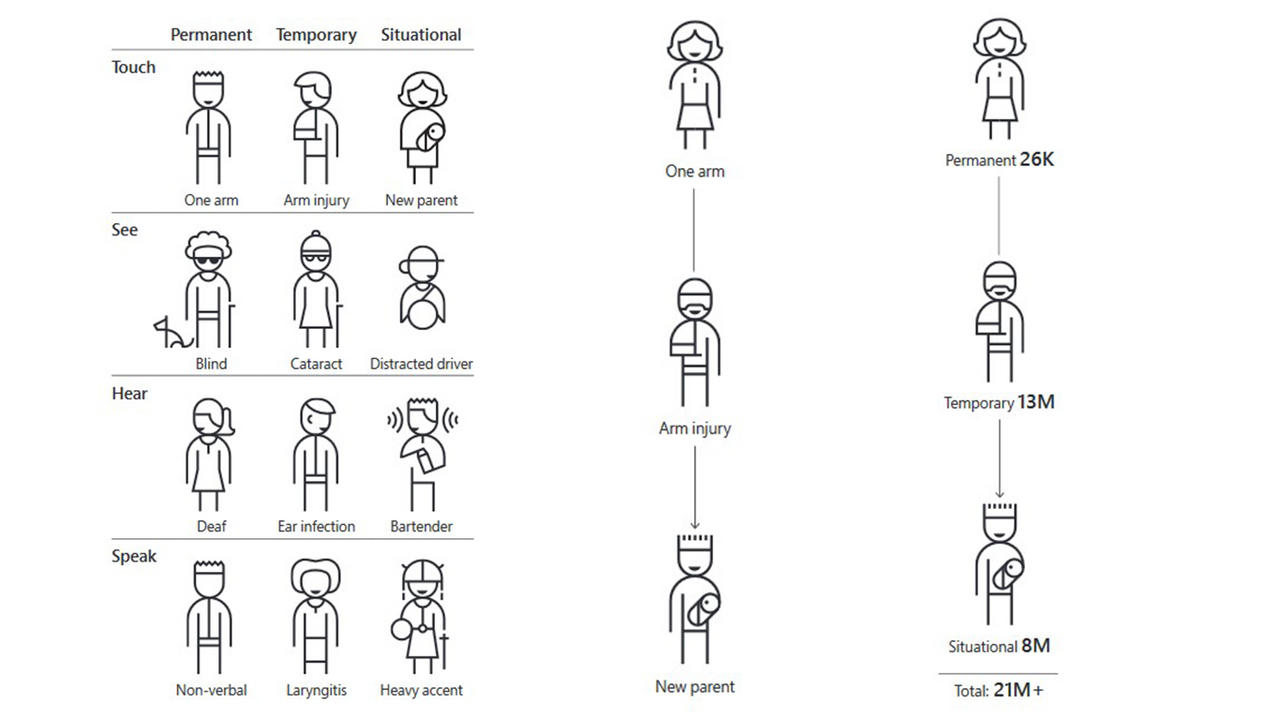 Permanent Temporary Situational
Touch
One arm Arm injury New parent
See
Blind Cataract Distracted driver
Hear
Deaf Ear infection Bartender
Speak
Non-verbal Laryngitis Heavy accent
One arm
Arm injury
New parent
Permanent 26K
Temporary 13M
Situational 8M
Total: 21M+